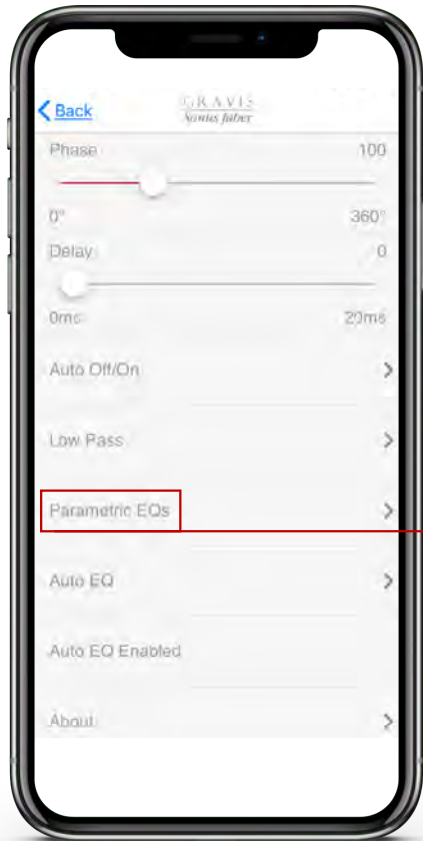 Back
GRAVIS
Sonus faber
Phase 100
0° 360°
Delay 0
0ms 20ms
Auto Off/On
Low Pass
Parametric EQs
Auto EQ
Auto EQ Enabled
About